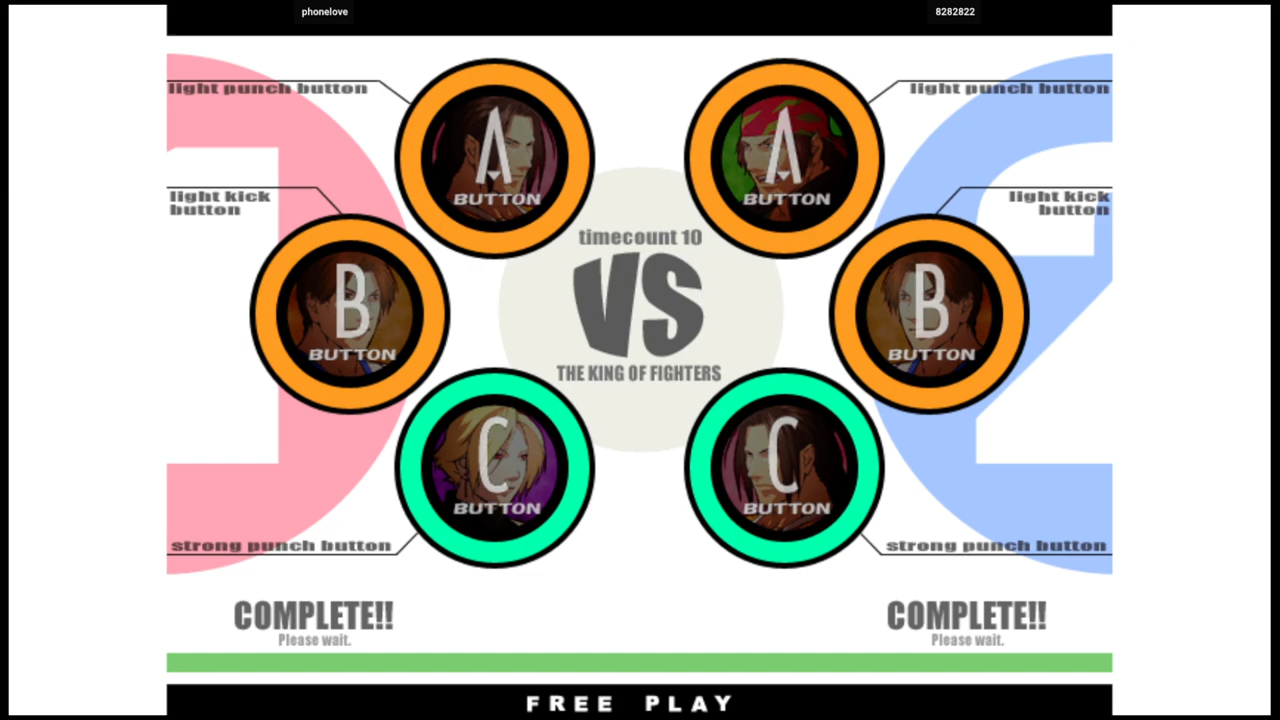 phonelove
8282822
light punch button
light punch button
A
BUTTON
A
BUTTON
light kick
button
light kick
button
timecount 10
VS
THE KING OF FIGHTERS
B
BUTTON
B
BUTTON
C
BUTTON
C
BUTTON
strong punch button
strong punch button
COMPLETE!!
Please wait.
COMPLETE!!
Please wait.
FREE PLAY